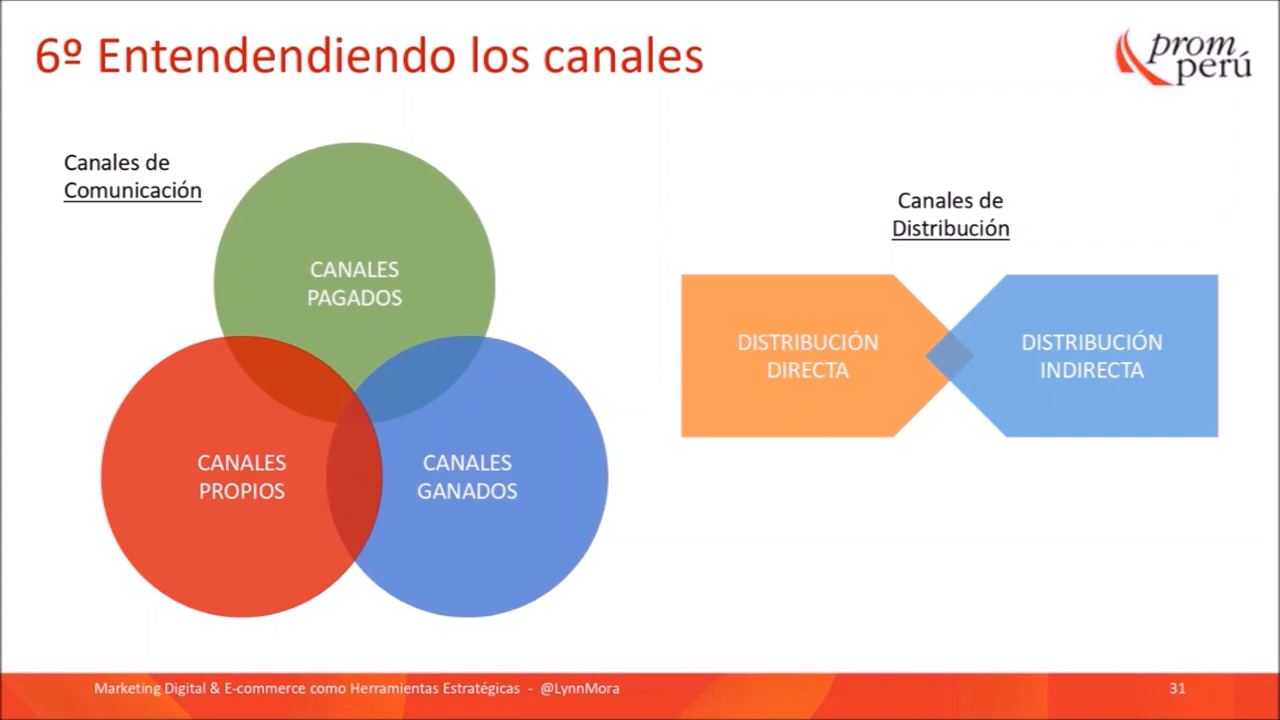 6º Entendendiendo los canales
prom
perú
Canales de
Comunicación
CANALES
PAGADOS
CANALES
PROPIOS
CANALES
GANADOS
Canales de
Distribución
DISTRIBUCIÓN
DIRECTA
DISTRIBUCIÓN
INDIRECTA
Marketing Digital & E-commerce como Herramientas Estratégicas - @LynnMora
31